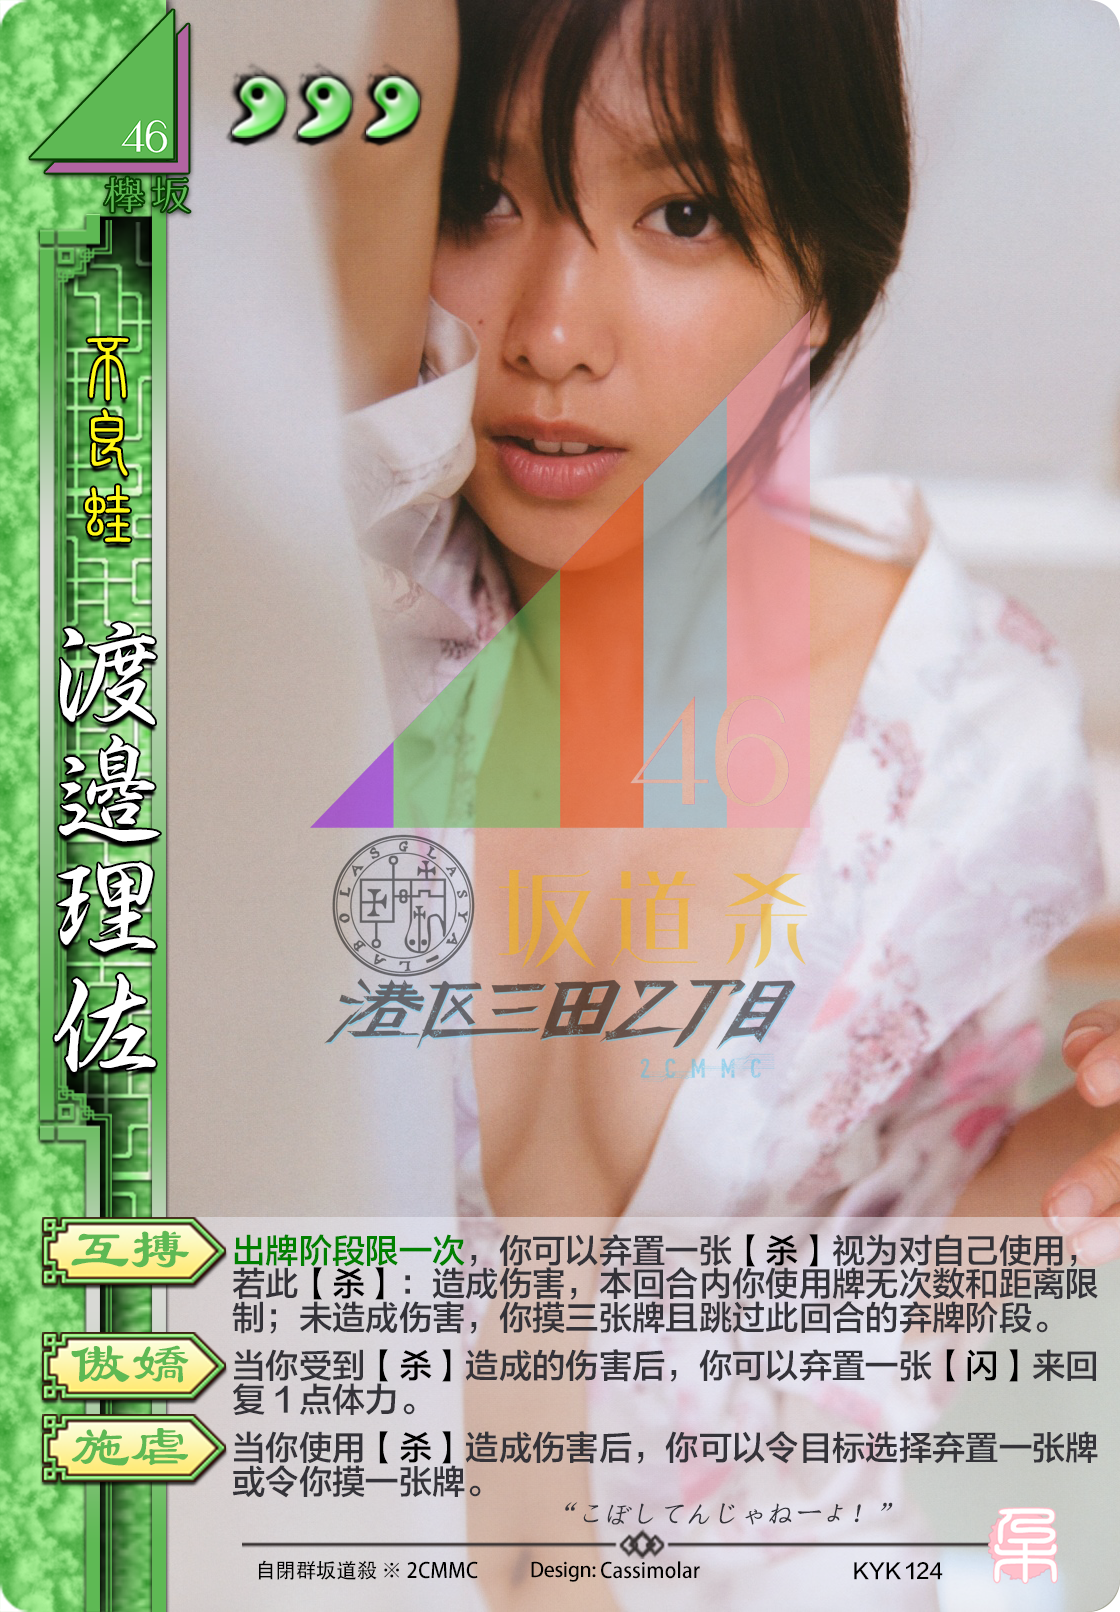 46
欅坂
不良蛙
渡邉理佐
46
GLASYA-LABOLAS
坂道杀
港区三田乙丁目
2CMMC
互搏
出牌阶段限一次，你可以弃置一张【杀】视为对自己使用，
若此【杀】：造成伤害，本回合内你使用牌无次数和距离限
制；未造成伤害，你摸三张牌且跳过此回合的弃牌阶段。
傲嬌
当你受到【杀】造成的伤害后，你可以弃置一张【闪】来回
复1点体力。
施虐
当你使用【杀】造成伤害后，你可以令目标选择弃置一张牌
或令你摸一张牌。
“こぼしてんじゃねーよ！”
自閉群坂道殺 ※ 2CMMC
Design: Cassimolar
KYK 124